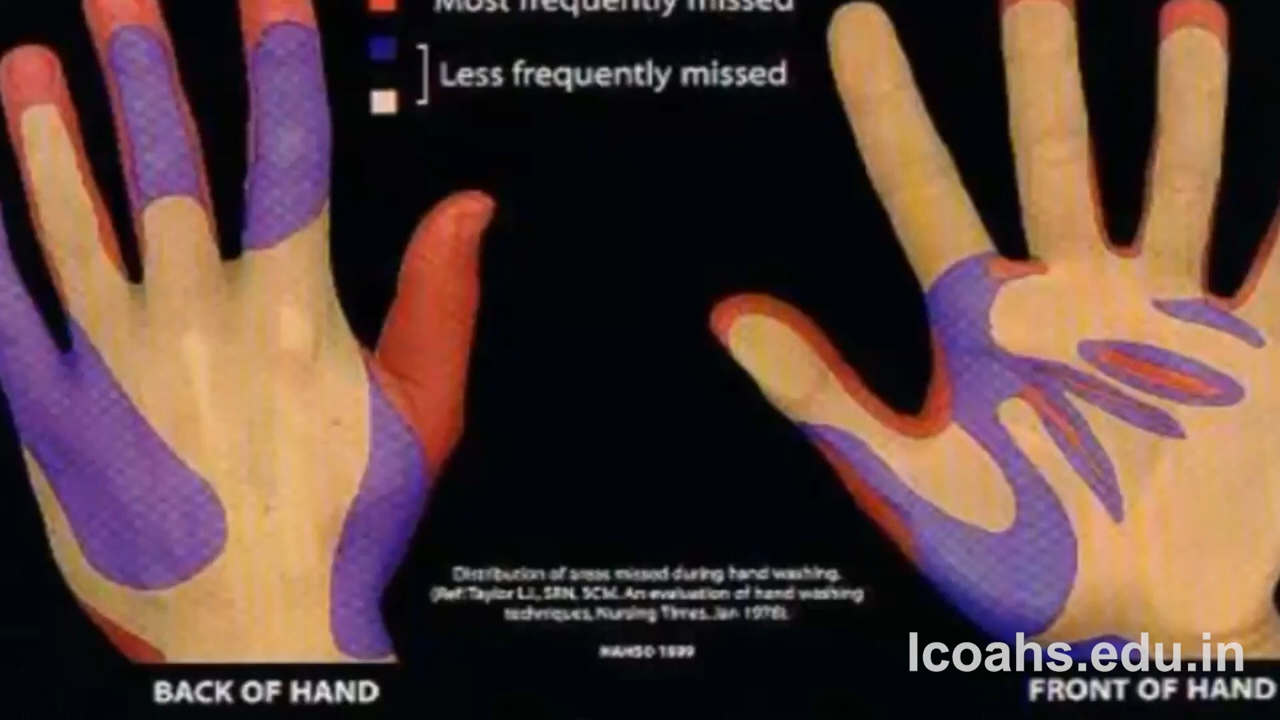 Most frequently missed
Less frequently missed
Distribution of areas missed during hand washing.
(Ref: Taylor LJ., SRN, SCM. An evaluation of hand washing
techniques, Nursing Times, Jan 1978).
1999
lcoahs.edu.in
BACK OF HAND
FRONT OF HAND